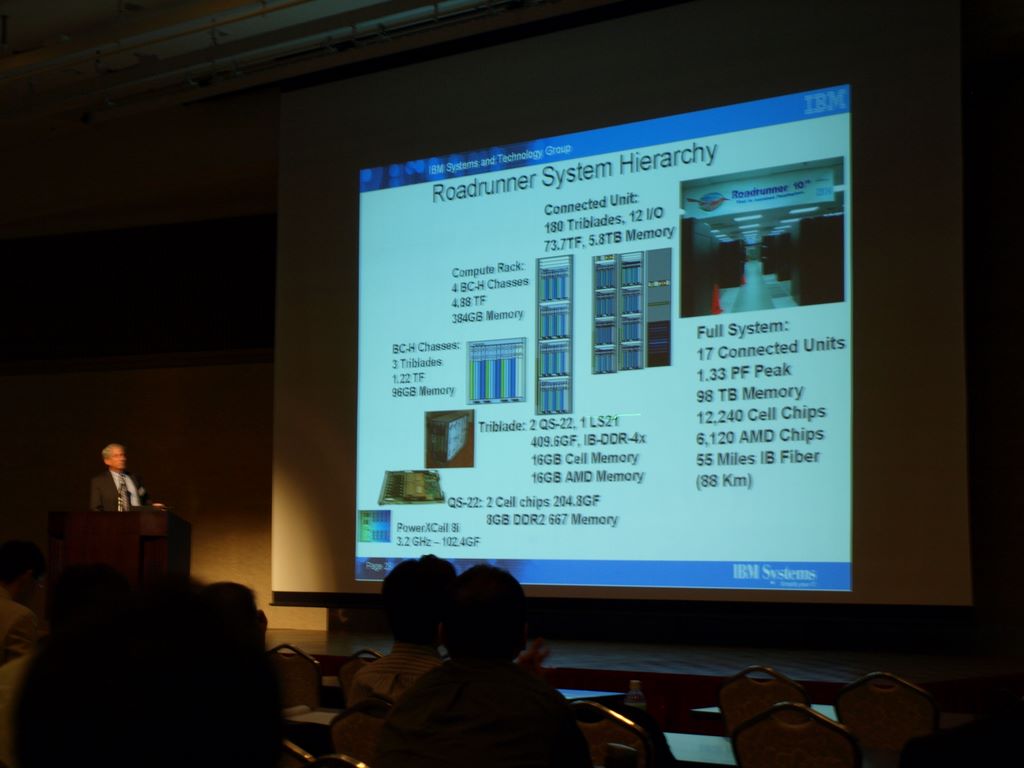 IBM
IBM Systems and Technology Group
Roadrunner System Hierarchy
Connected Unit:
180 Triblades, 12 I/O
73.7TF, 5.8TB Memory
Roadrunner
IBM
Compute Rack:
4 BC-H Chasses
4.88 TF
384GB Memory
BC-H Chasses:
3 Triblades
1.22 TF
96GB Memory
Triblade: 2 QS-22, 1 LS21
409.6GF, IB-DDR-4x
16GB Cell Memory
16GB AMD Memory
QS-22: 2 Cell chips 204.8GF
8GB DDR2 667 Memory
PowerXCell 8i
3.2 GHz – 102.4GF
Full System:
17 Connected Units
1.33 PF Peak
98 TB Memory
12,240 Cell Chips
6,120 AMD Chips
55 Miles IB Fiber
(88 Km)
Page
IBM Systems